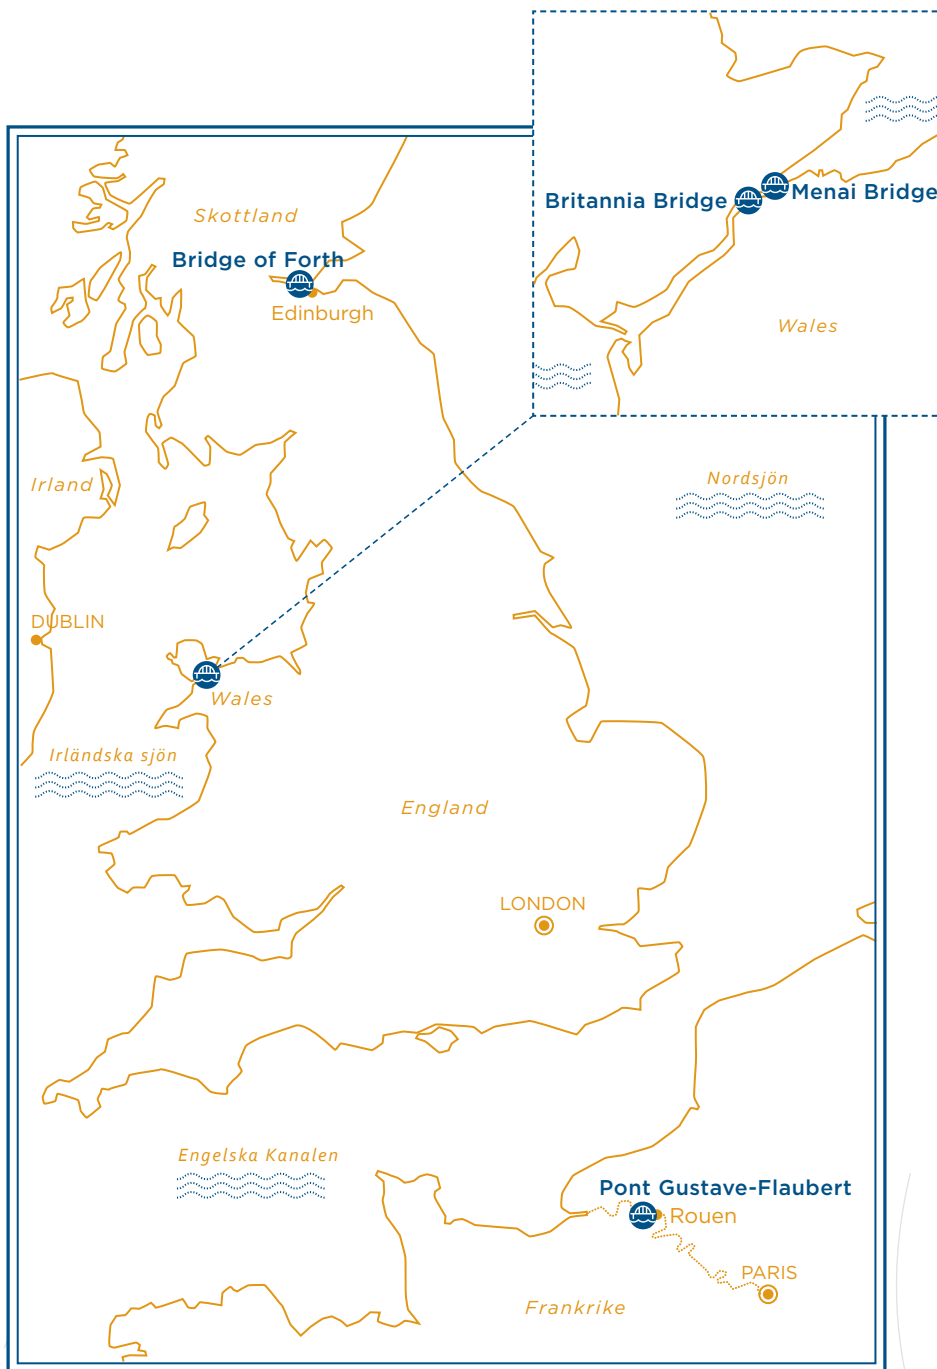 Britannia Bridge
Menai Bridge
Wales
Skottland
Bridge of Forth
Edinburgh
Irland
Nordsjön
DUBLIN
Wales
Irländska sjön
England
LONDON
Engelska Kanalen
Pont Gustave-Flaubert
Rouen
PARIS
Frankrike